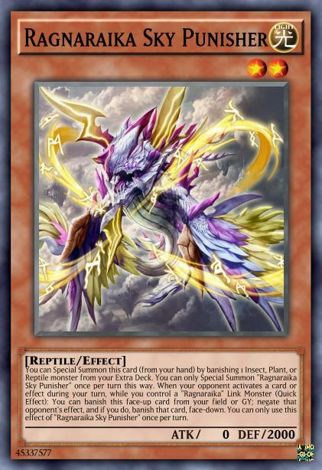 RAGNARAIKA SKY PUNISHER
LIGHT
光
[REPTILE/EFFECT]
You can Special Summon this card (from your hand) by banishing 1 Insect, Plant, or
Reptile monster from your Extra Deck. You can only Special Summon "Ragnaraika
Sky Punisher" once per turn this way. When your opponent activates a card or
effect during your turn, while you control a "Ragnaraika" Link Monster (Quick
Effect): You can banish this face-up card from your field or GY; negate that
opponent's effect, and if you do, banish that card, face-down. You can only use this
effect of "Ragnaraika Sky Punisher" once per turn.
ATK/ 0 DEF/2000
45337577